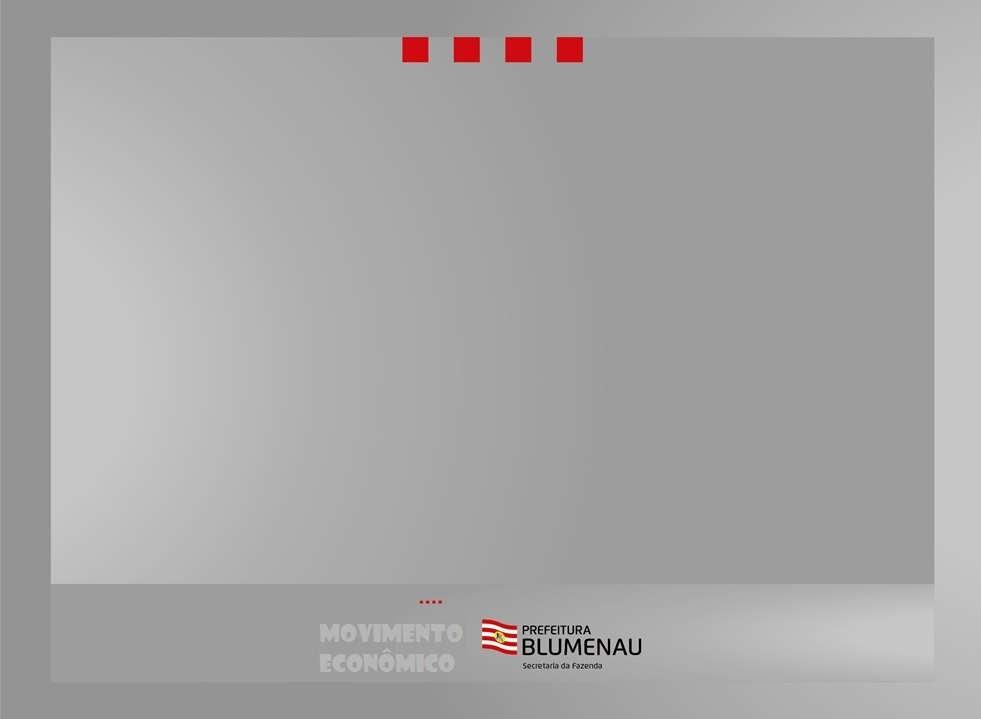 MOVIMENTO
ECONÔMICO
PREFEITURA
BLUMENAU
Secretaria da Fazenda